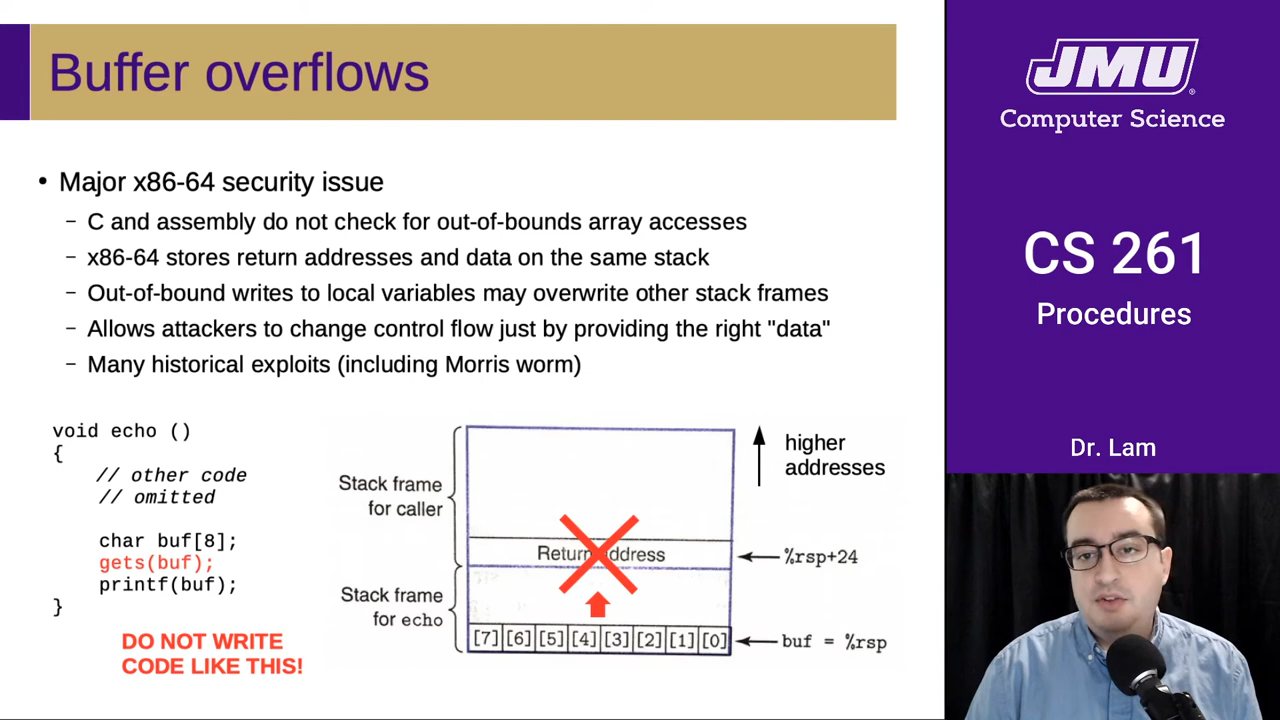 Buffer overflows
• Major x86-64 security issue
– C and assembly do not check for out-of-bounds array accesses
– x86-64 stores return addresses and data on the same stack
– Out-of-bound writes to local variables may overwrite other stack frames
– Allows attackers to change control flow just by providing the right "data"
– Many historical exploits (including Morris worm)
void echo ()
{
// other code
// omitted
char buf[8];
gets(buf);
printf(buf);
}
DO NOT WRITE
CODE LIKE THIS!
Stack frame
for caller
Return address
Stack frame
for echo
[7] [6] [5] [4] [3] [2] [1] [0]
higher
addresses
%rsp+24
buf = %rsp
JMU
Computer Science
CS 261
Procedures
Dr. Lam